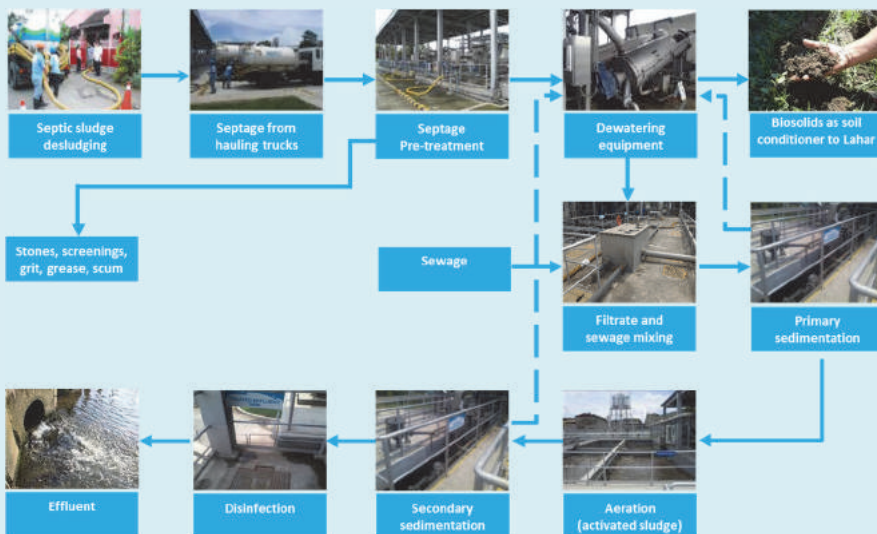 Septic sludge
desludging
Septage from
hauling trucks
Septage
Pre-treatment
Dewatering
equipment
Biosolids as soil
conditioner to Lahar
Stones, screenings,
grit, grease, scum
Sewage
Filtrate and
sewage mixing
Primary
sedimentation
Effluent
Disinfection
Secondary
sedimentation
Aeration
(activated sludge)